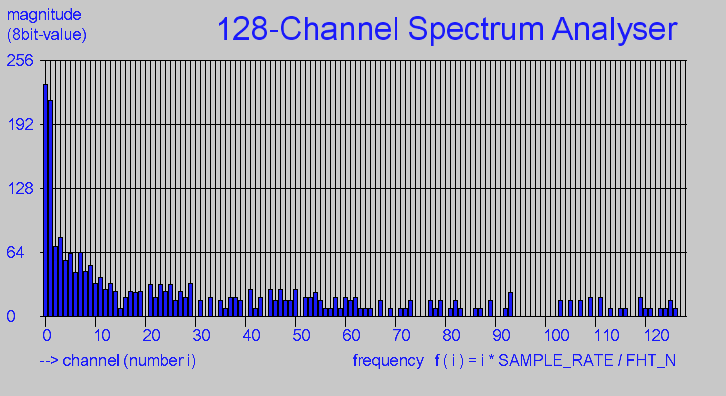 magnitude
(8bit-value)
128-Channel Spectrum Analyser
256
192
128
64
0
0 10 20 30 40 50 60 70 80 90 100 110 120
--> channel (number i)
frequency f ( i ) = i * SAMPLE_RATE / FHT_N